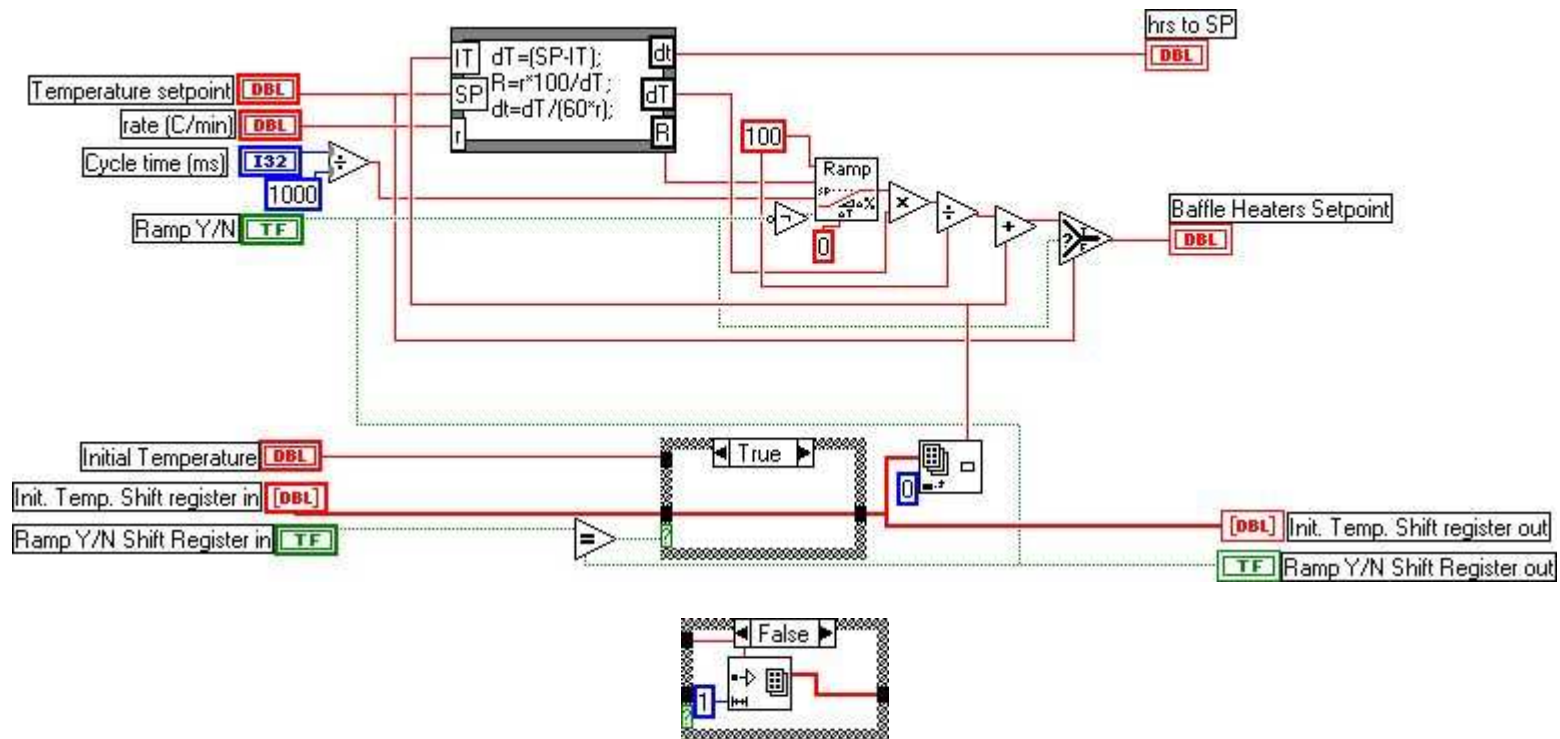 hrs to SP
DBL
IT dT=(SP-IT); dt
R=r*100/dT;
SP dt=dT/(60*r); dT
r R
Temperature setpoint DBL
rate (C/min) DBL
Cycle time (ms) I32
÷
1000
Ramp Y/N TF
100
Ramp
SP
ΔT Δ%
0
¬
x
÷
+
?
T
F
Baffle Heaters Setpoint
DBL
Initial Temperature DBL
Init. Temp. Shift register in [DBL]
Ramp Y/N Shift Register in TF
=
True
?
0
[DBL] Init. Temp. Shift register out
TF Ramp Y/N Shift Register out
False
1
?